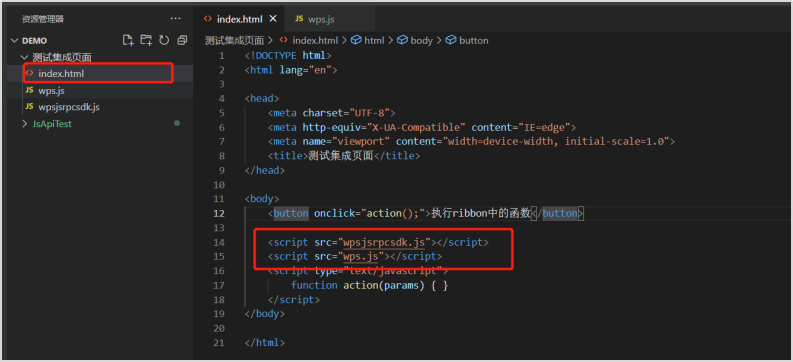 资源管理器 ···
DEMO
测试集成页面
<> index.html
JS wps.js
JS wpsjsrpcsdk.js
JsApiTest
<> index.html ×
JS wps.js
测试集成页面 > <> index.html > html > body > button
1 <!DOCTYPE html>
2 <html lang="en">
3
4 <head>
5 <meta charset="UTF-8">
6 <meta http-equiv="X-UA-Compatible" content="IE=edge">
7 <meta name="viewport" content="width=device-width, initial-scale=1.0">
8 <title>测试集成页面</title>
9 </head>
10
11 <body>
12 <button onclick="action();">执行ribbon中的函数</button>
13
14 <script src="wpsjsrpcsdk.js"></script>
15 <script src="wps.js"></script>
16 <script type="text/javascript">
17 function action(params) { }
18 </script>
19 </body>
20
21 </html>